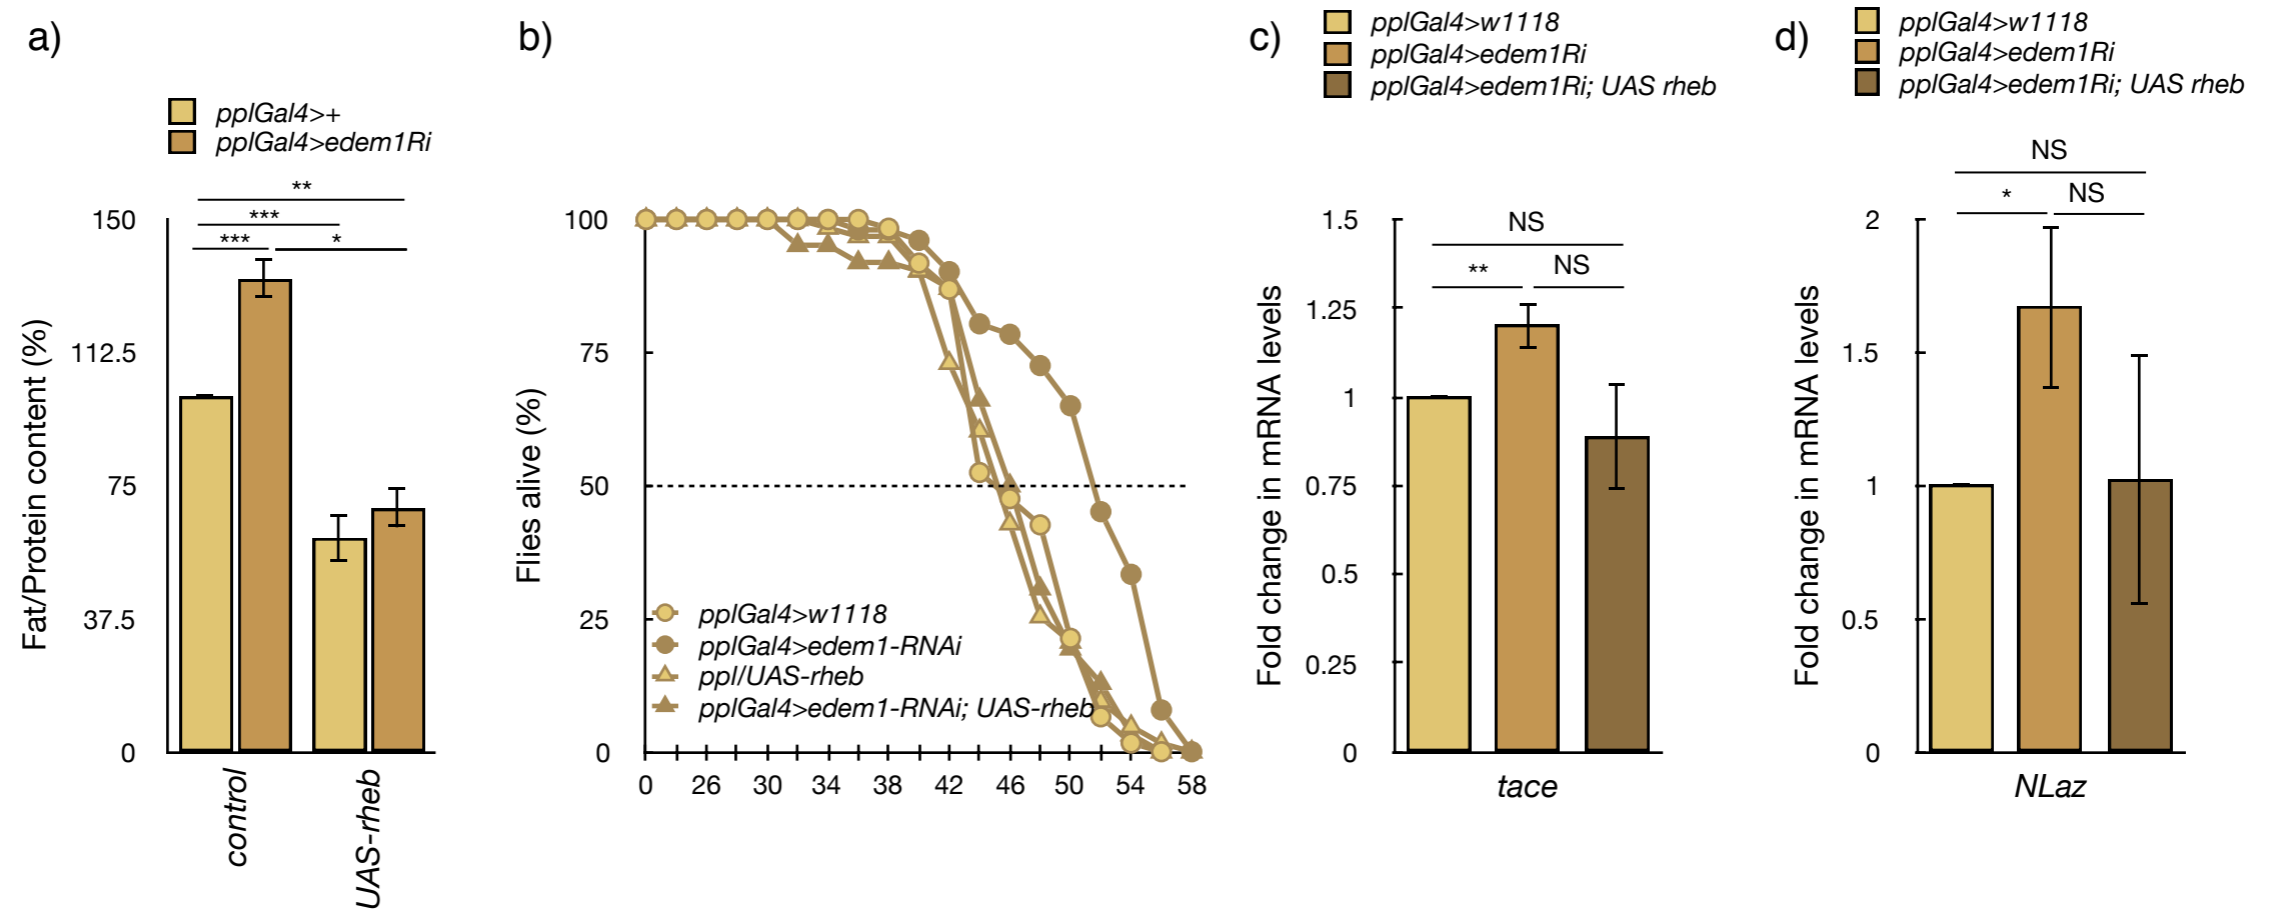 a)
pplGal4>+
pplGal4>edem1Ri
**
***
*** *
150
112.5
75
37.5
0
Fat/Protein content (%)
control
UAS-rheb
b)
100
75
50
25
0
Flies alive (%)
pplGal4>w1118
pplGal4>edem1-RNAi
ppl/UAS-rheb
pplGal4>edem1-RNAi; UAS-rheb
0 26 30 34 38 42 46 50 54 58
c)
pplGal4>w1118
pplGal4>edem1Ri
pplGal4>edem1Ri; UAS rheb
NS
** NS
1.5
1.25
1
0.75
0.5
0.25
0
Fold change in mRNA levels
tace
d)
pplGal4>w1118
pplGal4>edem1Ri
pplGal4>edem1Ri; UAS rheb
NS
* NS
2
1.5
1
0.5
0
Fold change in mRNA levels
NLaz